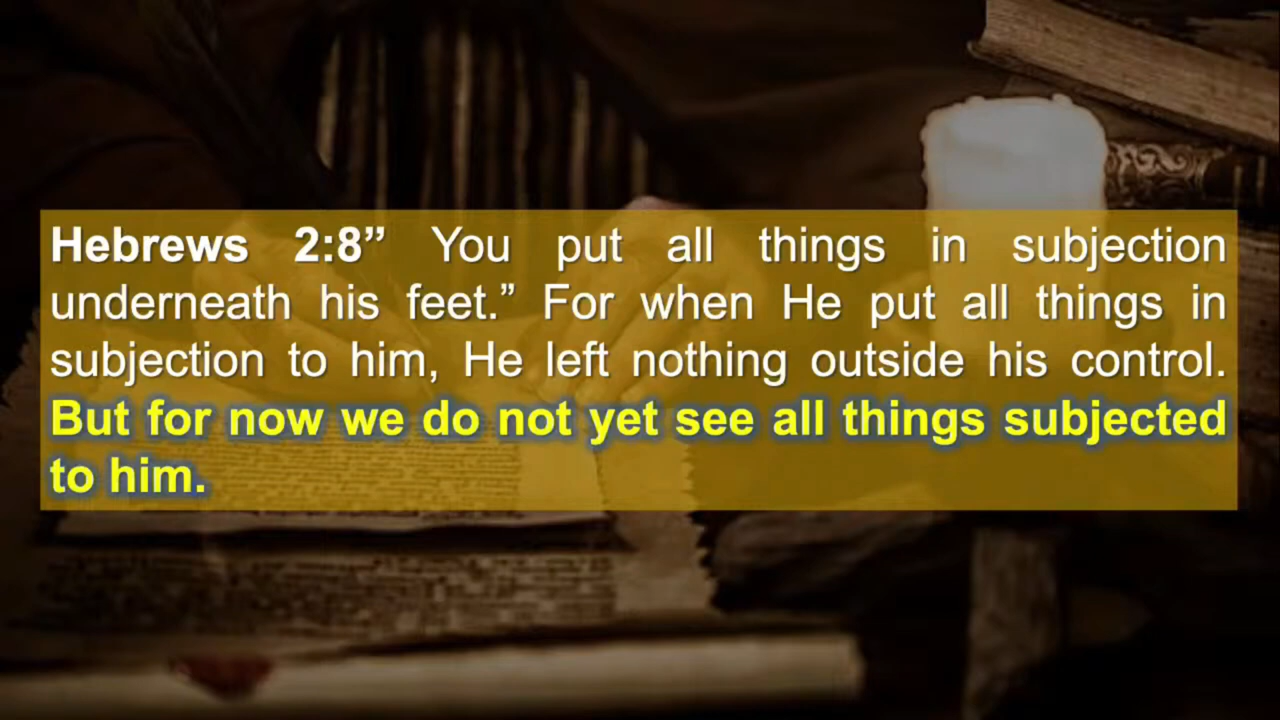 Hebrews 2:8” You put all things in subjection
underneath his feet.” For when He put all things in
subjection to him, He left nothing outside his control.
But for now we do not yet see all things subjected
to him.